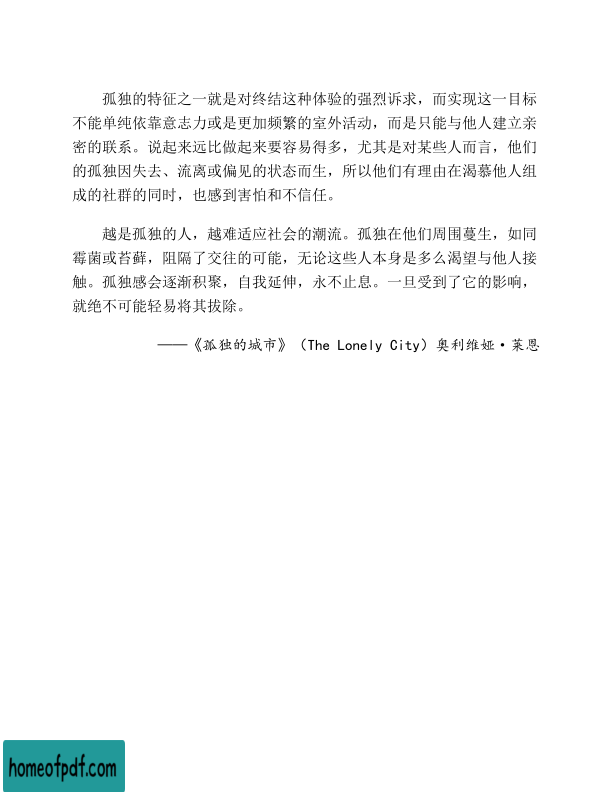 孤独的特征之一就是对终结这种体验的强烈诉求，而实现这一目标
不能单纯依靠意志力或是更加频繁的室外活动，而是只能与他人建立亲
密的联系。说起来远比做起来要容易得多，尤其是对某些人而言，他们
的孤独因失去、流离或偏见的状态而生，所以他们有理由在渴慕他人组
成的社群的同时，也感到害怕和不信任。
越是孤独的人，越难适应社会的潮流。孤独在他们周围蔓生，如同
霉菌或苔藓，阻隔了交往的可能，无论这些人本身是多么渴望与他人接
触。孤独感会逐渐积聚，自我延伸，永不止息。一旦受到了它的影响，
就绝不可能轻易将其拔除。
——《孤独的城市》（The Lonely City）奥利维娅·莱恩
homeofpdf.com